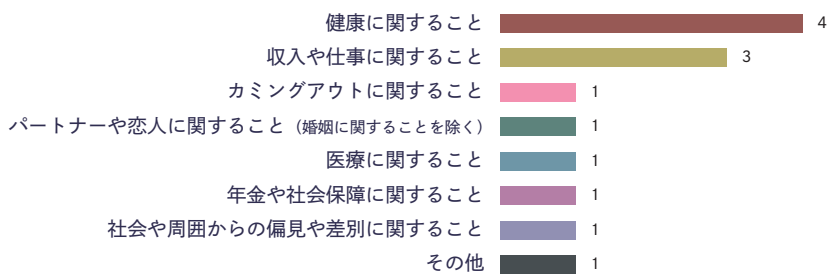 健康に関すること 4
収入や仕事に関すること 3
カミングアウトに関すること 1
パートナーや恋人に関すること（婚姻に関することを除く） 1
医療に関すること 1
年金や社会保障に関すること 1
社会や周囲からの偏見や差別に関すること 1
その他 1